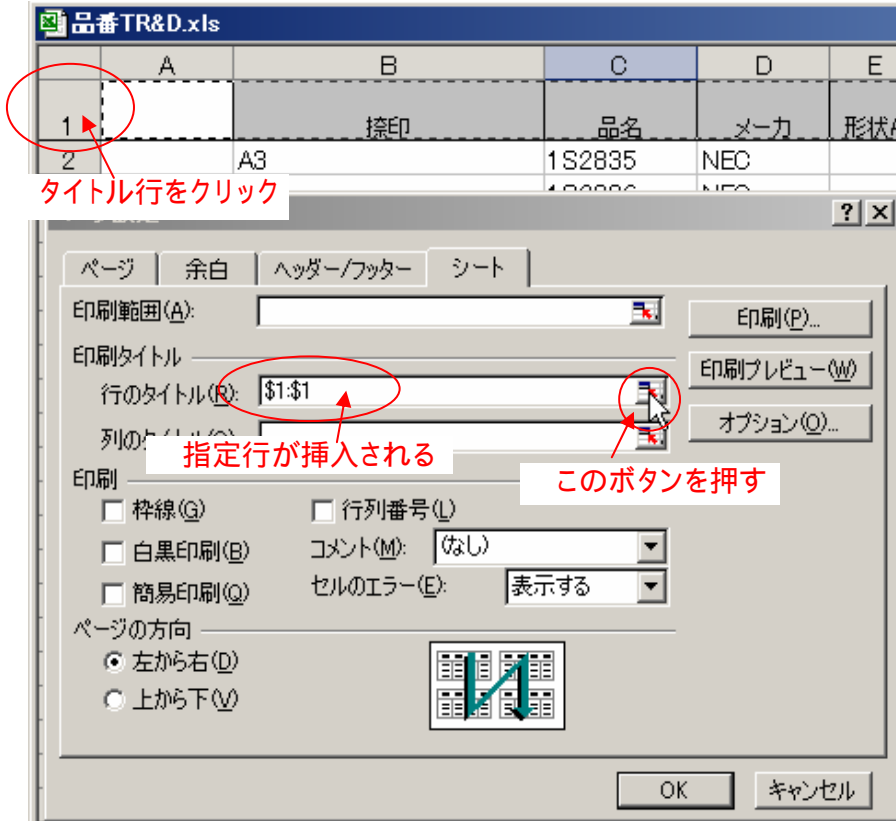 品番TR&D.xls
A B C D E
1 捺印 品名 メーカ 形状
2 A3 1S2835 NEC
タイトル行をクリック
? ×
ページ 余白 ヘッダー/フッター シート
印刷範囲(A): 印刷(P)...
印刷タイトル 印刷プレビュー(W)
行のタイトル(R): $1:$1
オプション(O)...
指定行が挿入される このボタンを押す
印刷
枠線(G) 行列番号(L)
白黒印刷(B) コメント(M): (なし)
簡易印刷(Q) セルのエラー(E): 表示する
ページの方向
左から右(D)
上から下(V)
OK キャンセル